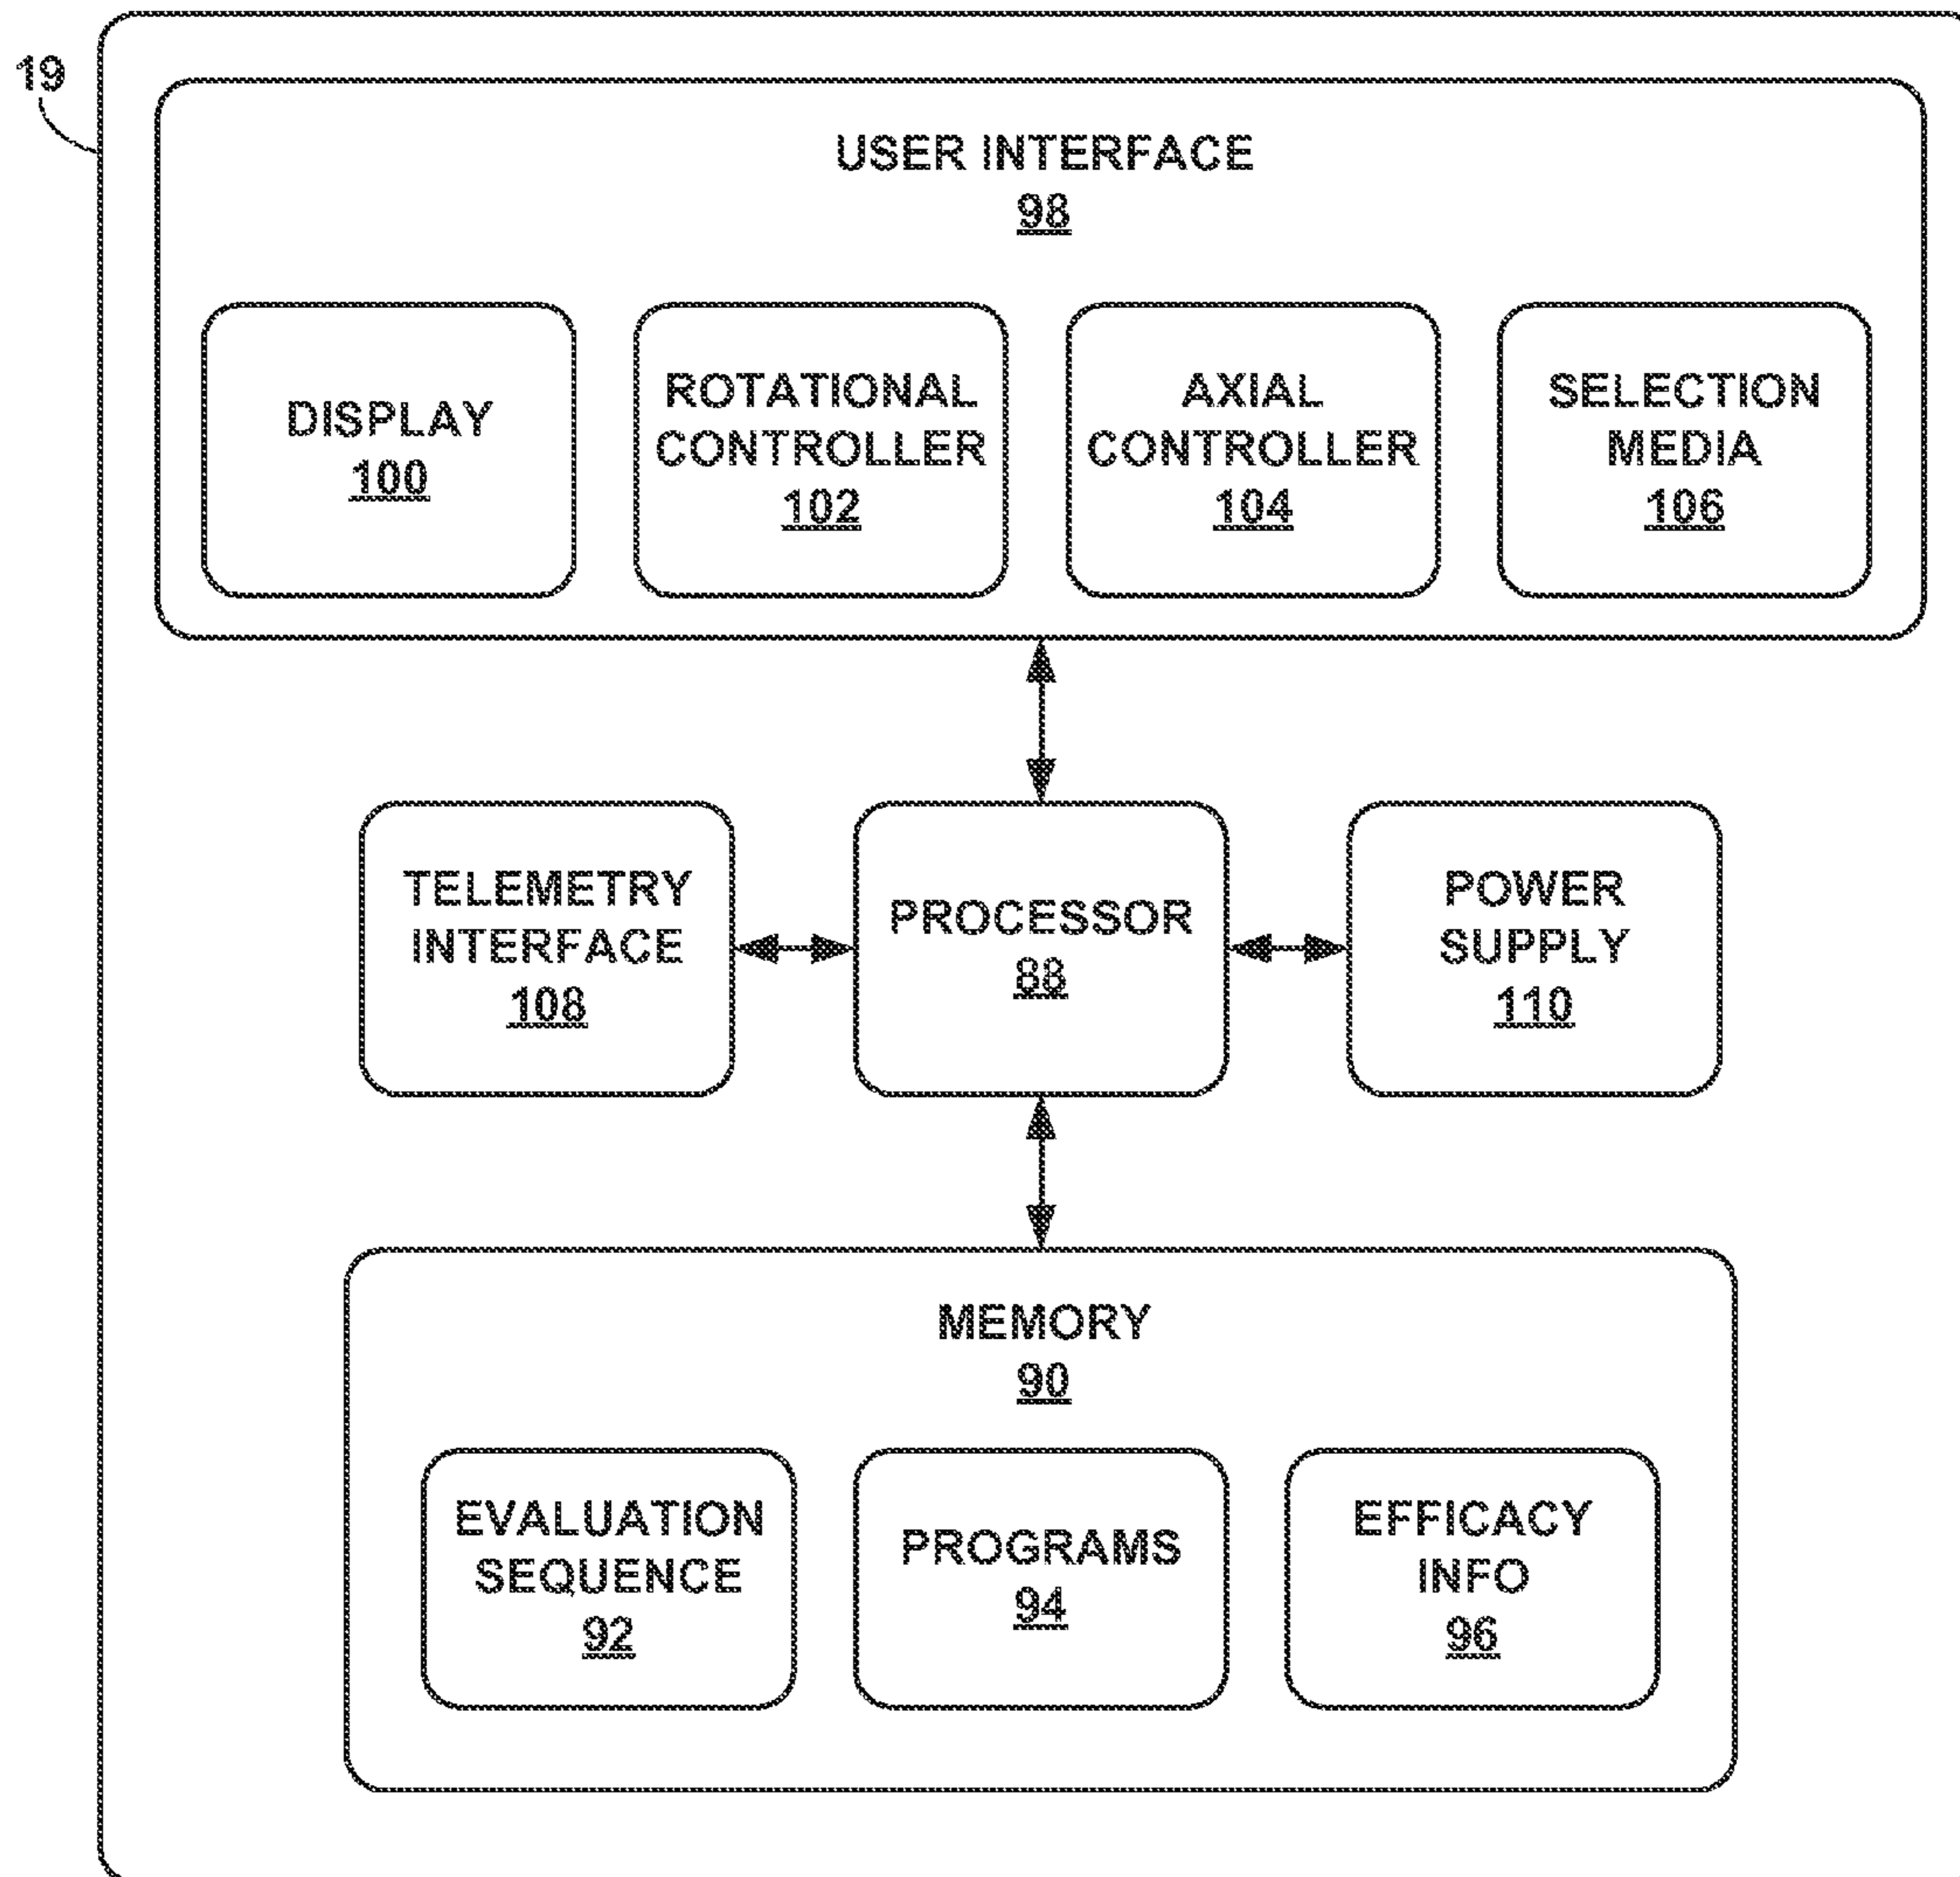 19
USER INTERFACE
98
DISPLAY
100
ROTATIONAL
CONTROLLER
102
AXIAL
CONTROLLER
104
SELECTION
MEDIA
106
TELEMETRY
INTERFACE
108
PROCESSOR
88
POWER
SUPPLY
110
MEMORY
90
EVALUATION
SEQUENCE
92
PROGRAMS
94
EFFICACY
INFO
96